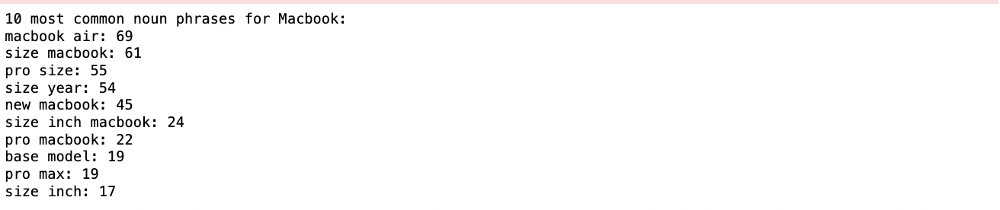 10 most common noun phrases for Macbook:
macbook air: 69
size macbook: 61
pro size: 55
size year: 54
new macbook: 45
size inch macbook: 24
pro macbook: 22
base model: 19
pro max: 19
size inch: 17